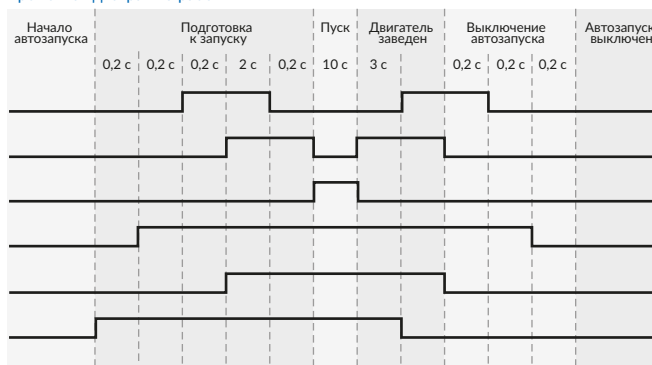 Начало
автозапуска
Подготовка
к запуску
Пуск
Двигатель
заведен
Выключение
автозапуска
Автозапуск
выключен
0,2 с 0,2 с 0,2 с 2 с 0,2 с 10 с 3 с 0,2 с 0,2 с 0,2 с